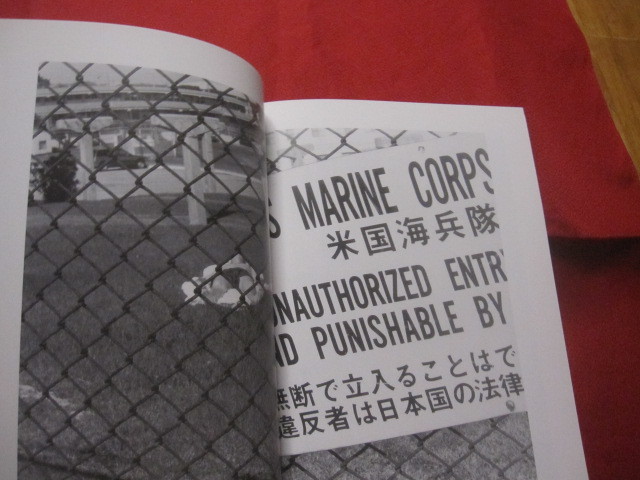 S MARINE CORPS
米国海兵隊
UNAUTHORIZED ENTRY
ND PUNISHABLE BY
無断で立入ることはで
違反者は日本国の法律